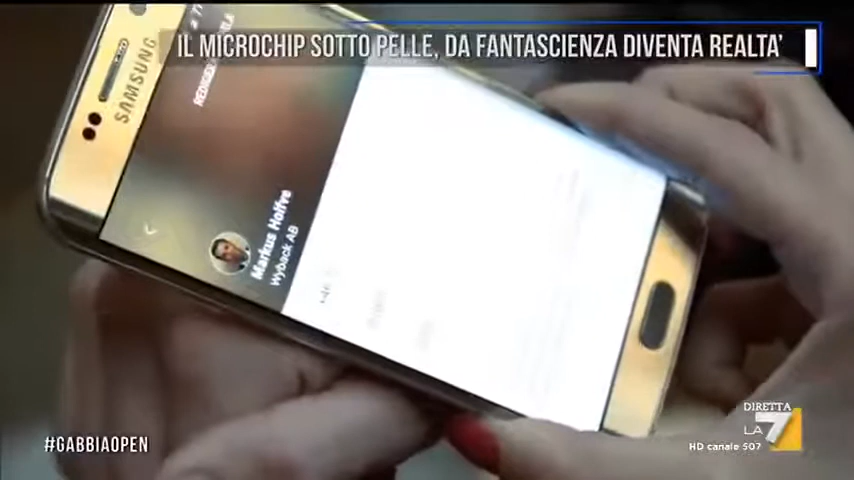 IL MICROCHIP SOTTO PELLE, DA FANTASCIENZA DIVENTA REALTA'
SAMSUNG
Markus Holfve
Wyback AB
#GABBIAOPEN
DIRETTA
LA 7
HD canale 507